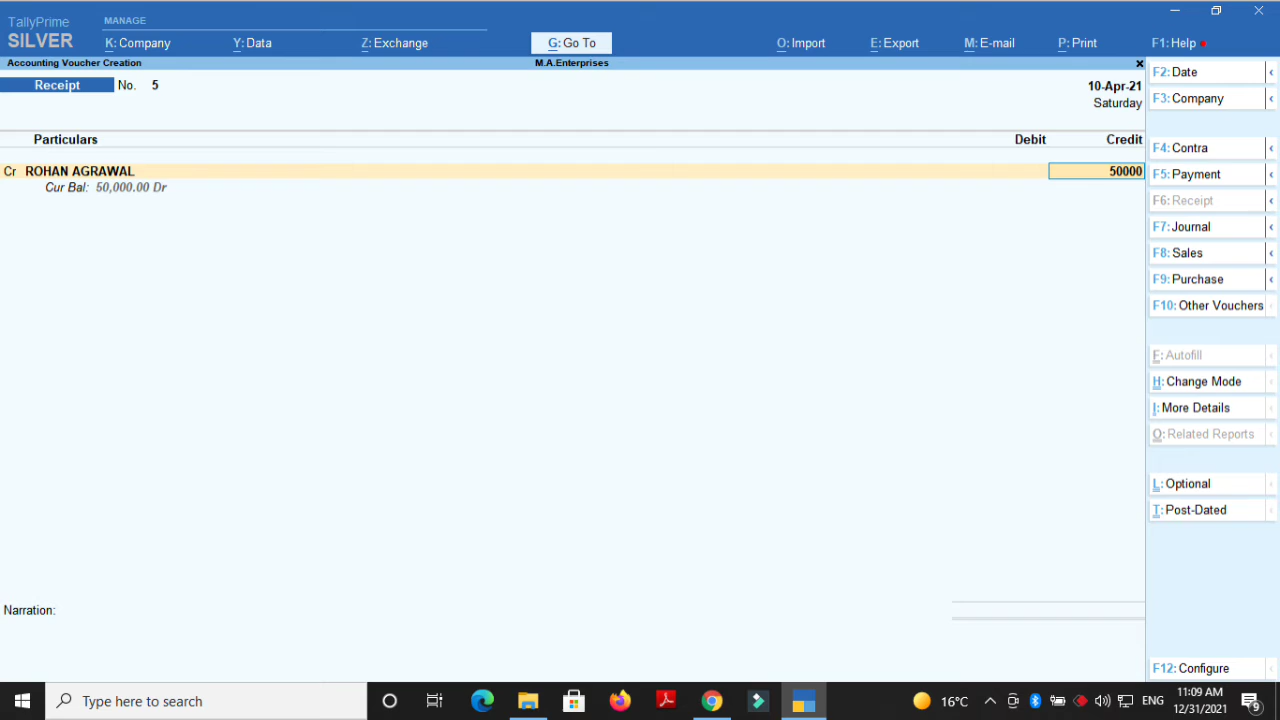 TallyPrime
SILVER
MANAGE
K: Company
Y: Data
Z: Exchange
G: Go To
O: Import
E: Export
M: E-mail
P: Print
F1: Help
Accounting Voucher Creation
M.A.Enterprises
Receipt No. 5
10-Apr-21
Saturday
Particulars Debit Credit
Cr ROHAN AGRAWAL 50000
Cur Bal: 50,000.00 Dr
Narration:
F2: Date
F3: Company
F4: Contra
F5: Payment
F6: Receipt
F7: Journal
F8: Sales
F9: Purchase
F10: Other Vouchers
F: Autofill
H: Change Mode
I: More Details
O: Related Reports
L: Optional
T: Post-Dated
F12: Configure
Type here to search
16°C
ENG
11:09 AM
12/31/2021
9